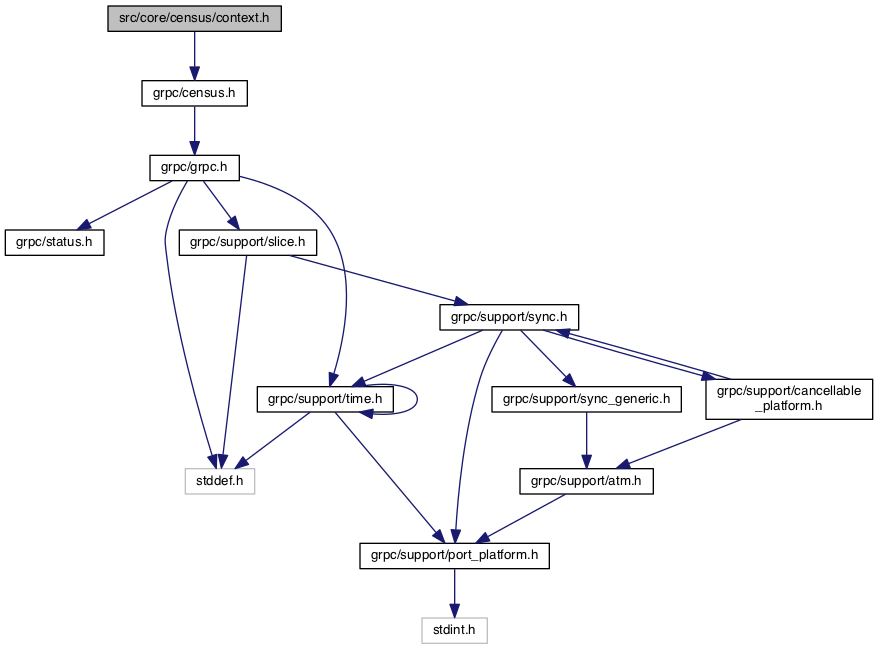 src/core/census/context.h
grpc/census.h
grpc/grpc.h
grpc/status.h
grpc/support/slice.h
grpc/support/sync.h
grpc/support/time.h
grpc/support/sync_generic.h
grpc/support/cancellable
_platform.h
stddef.h
grpc/support/atm.h
grpc/support/port_platform.h
stdint.h